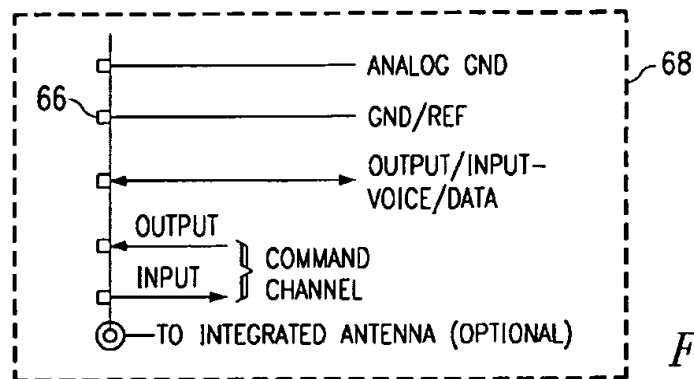 ANALOG GND
68
66
GND/REF
OUTPUT/INPUT-
VOICE/DATA
OUTPUT
COMMAND
INPUT
CHANNEL
TO INTEGRATED ANTENNA (OPTIONAL)
F